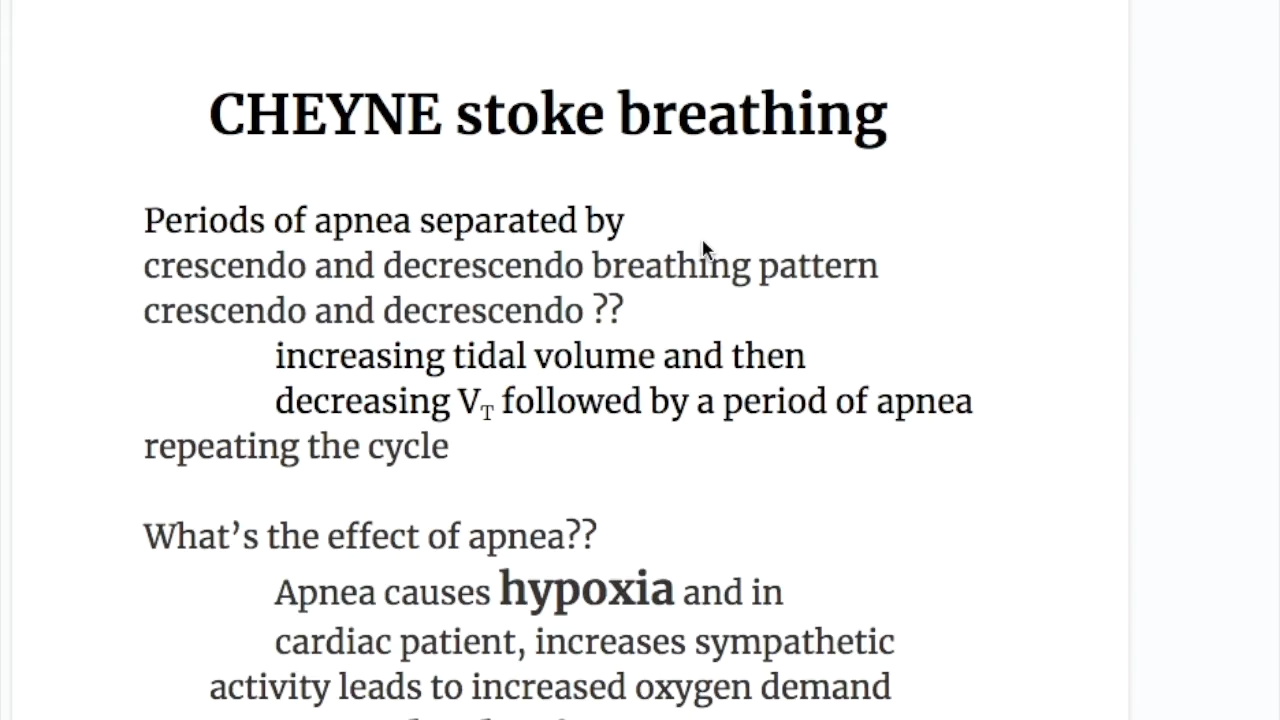 CHEYNE stoke breathing
Periods of apnea separated by
crescendo and decrescendo breathing pattern
crescendo and decrescendo ??
increasing tidal volume and then
decreasing V_T followed by a period of apnea
repeating the cycle
What’s the effect of apnea??
Apnea causes hypoxia and in
cardiac patient, increases sympathetic
activity leads to increased oxygen demand